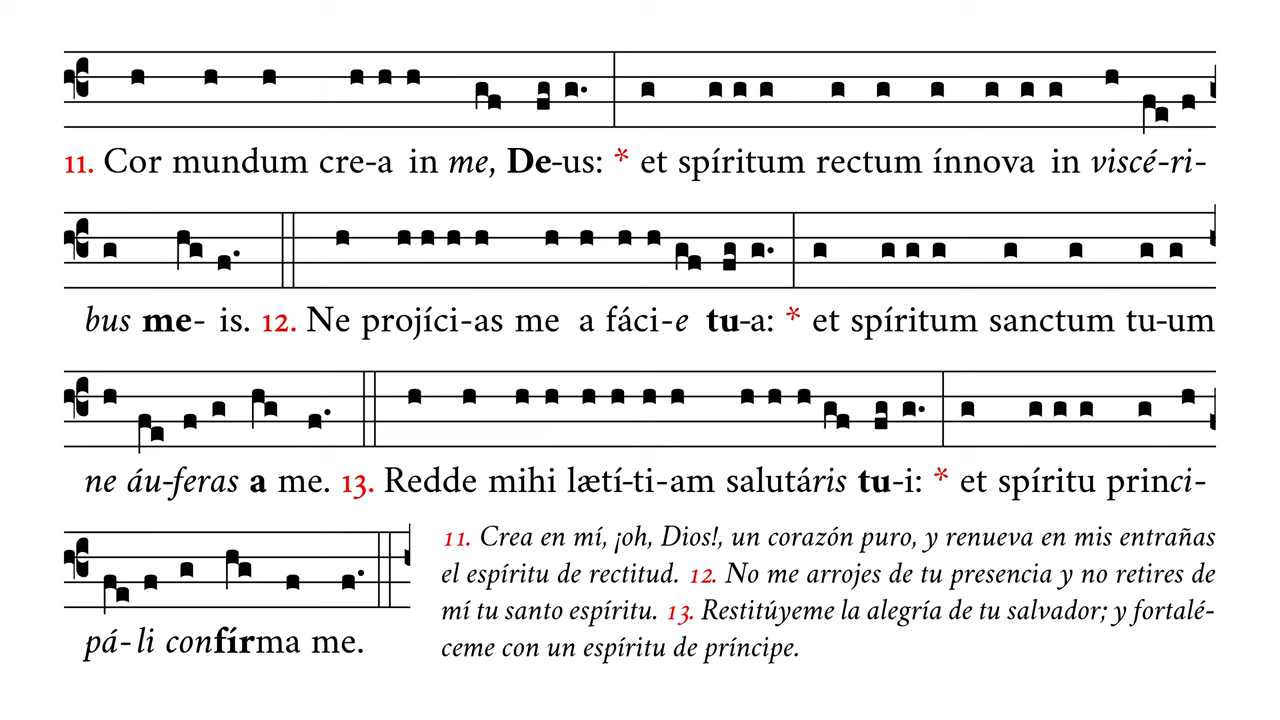 11. Cor mundum cre-a in me, De-us: * et spíritum rectum ínnova in viscé-ri-
bus me- is. 12. Ne projíci-as me a fáci-e tu-a: * et spíritum sanctum tu-um
ne áu-feras a me. 13. Redde mihi lætí-ti-am salutáris tu-i: * et spíritu princi-
pá-li confírma me.
11. Crea en mí, ¡oh, Dios!, un corazón puro, y renueva en mis entrañas
el espíritu de rectitud. 12. No me arrojes de tu presencia y no retires de
mí tu santo espíritu. 13. Restitúyeme la alegría de tu salvador; y fortalé-
ceme con un espíritu de príncipe.